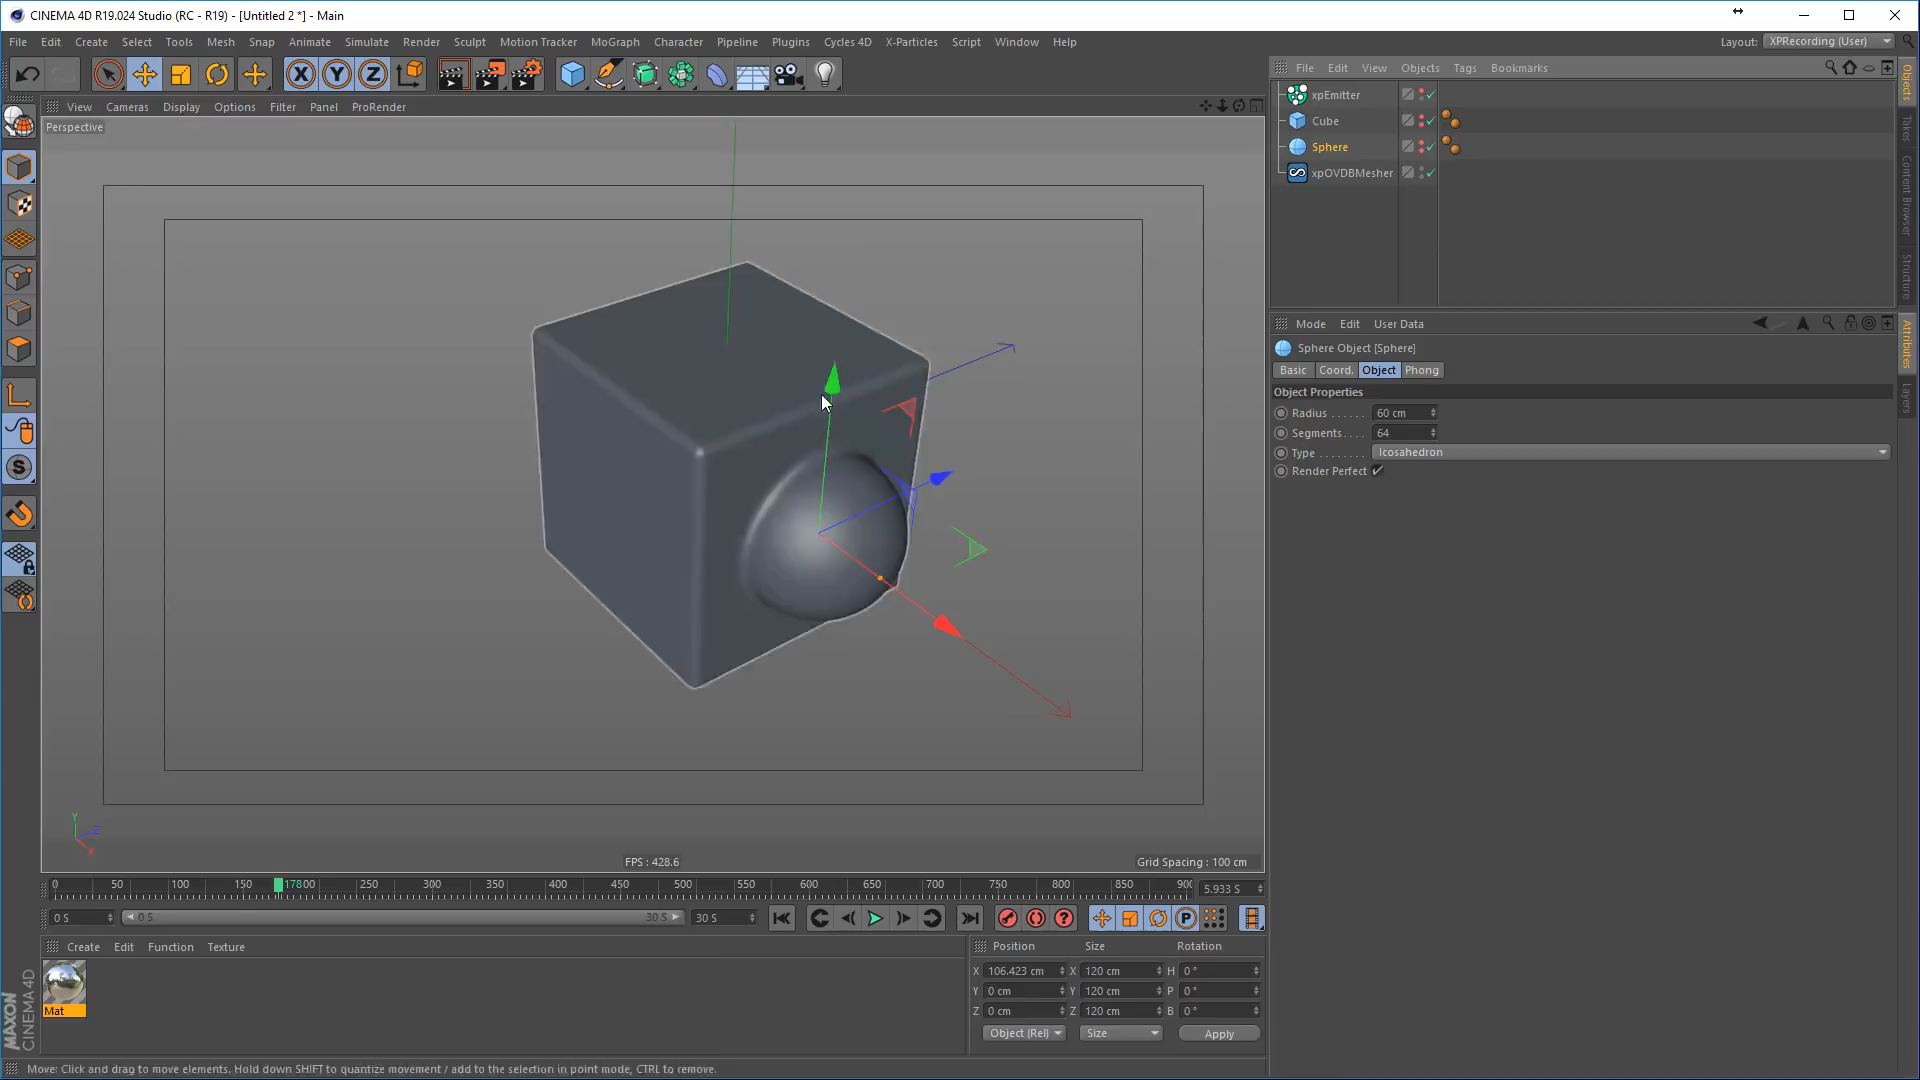 CINEMA 4D R19.024 Studio (RC - R19) - [Untitled 2 *] - Main
File Edit Create Select Tools Mesh Snap Animate Simulate Render Sculpt Motion Tracker MoGraph Character Pipeline Plugins Cycles 4D X-Particles Script Window Help
Layout: XPRecording (User)
X Y Z
View Cameras Display Options Filter Panel ProRender
Perspective
File Edit View Objects Tags Bookmarks
xpEmitter
Cube
Sphere
xpOVDBMesher
Objects
Takes
Content Browser
Structure
Mode Edit User Data
Sphere Object [Sphere]
Basic Coord. Object Phong
Object Properties
Radius . . . . . . 60 cm
Segments. . . . 64
Type . . . . . . . . Icosahedron
Render Perfect
Attributes
Layers
S
Y
Z
X
FPS : 428.6
Grid Spacing : 100 cm
0 50 100 150 17800 250 300 350 400 450 500 550 600 650 700 750 800 850 900
5.933 S
0 S 0 S 30 S 30 S
P
Create Edit Function Texture
Mat
Position Size Rotation
X 106.423 cm X 120 cm H 0 °
Y 0 cm Y 120 cm P 0 °
Z 0 cm Z 120 cm B 0 °
Object (Rel) Size Apply
MAXON
CINEMA 4D
Move: Click and drag to move elements. Hold down SHIFT to quantize movement / add to the selection in point mode, CTRL to remove.